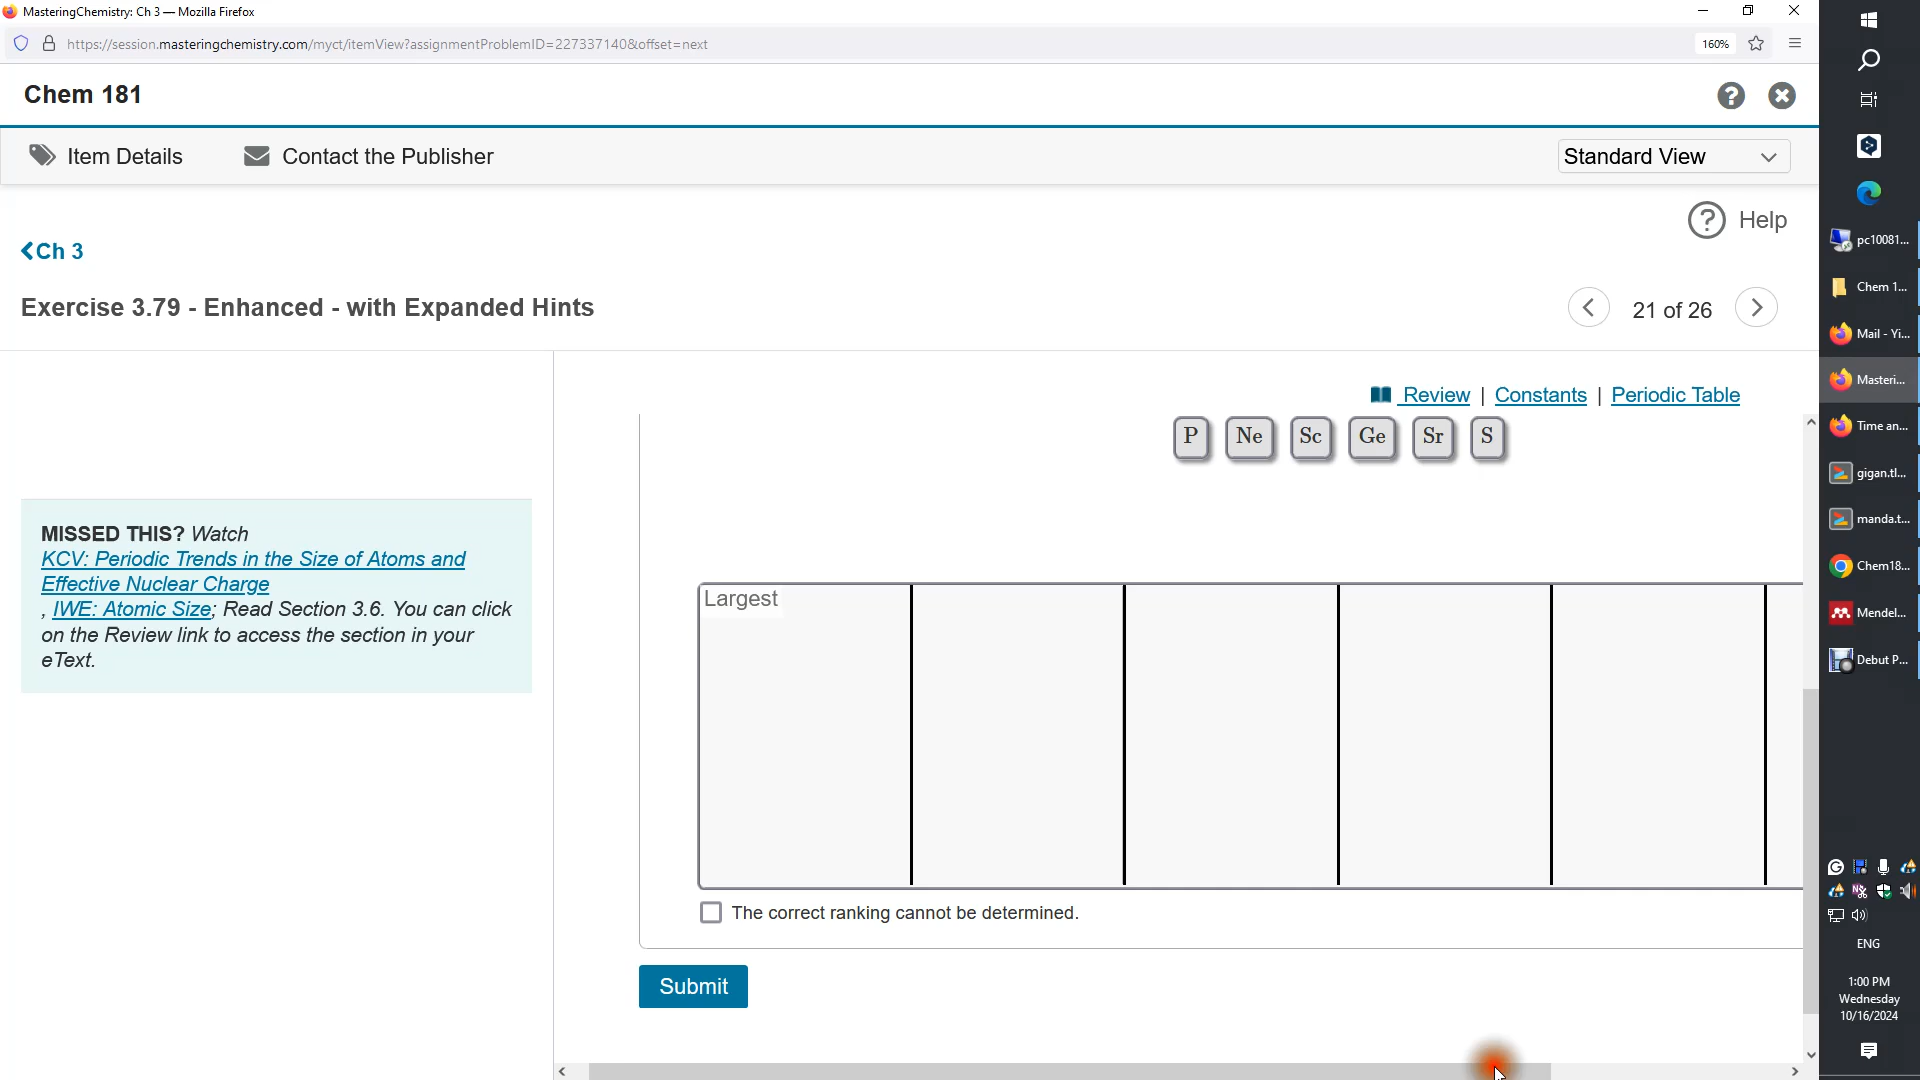 MasteringChemistry: Ch 3 — Mozilla Firefox
https://session.masteringchemistry.com/myct/itemView?assignmentProblemID=227337140&offset=next
160%
Chem 181
Item Details
Contact the Publisher
Standard View
Help
Ch 3
Exercise 3.79 - Enhanced - with Expanded Hints
21 of 26
Review | Constants | Periodic Table
P Ne Sc Ge Sr S
MISSED THIS? Watch
KCV: Periodic Trends in the Size of Atoms and
Effective Nuclear Charge
, IWE: Atomic Size; Read Section 3.6. You can click
on the Review link to access the section in your
eText.
Largest
The correct ranking cannot be determined.
Submit
pc10081...
Chem 1...
Mail - Yi...
Masteri...
Time an...
gigan.tl...
manda.t...
Chem18...
Mendel...
Debut P...
ENG
1:00 PM
Wednesday
10/16/2024